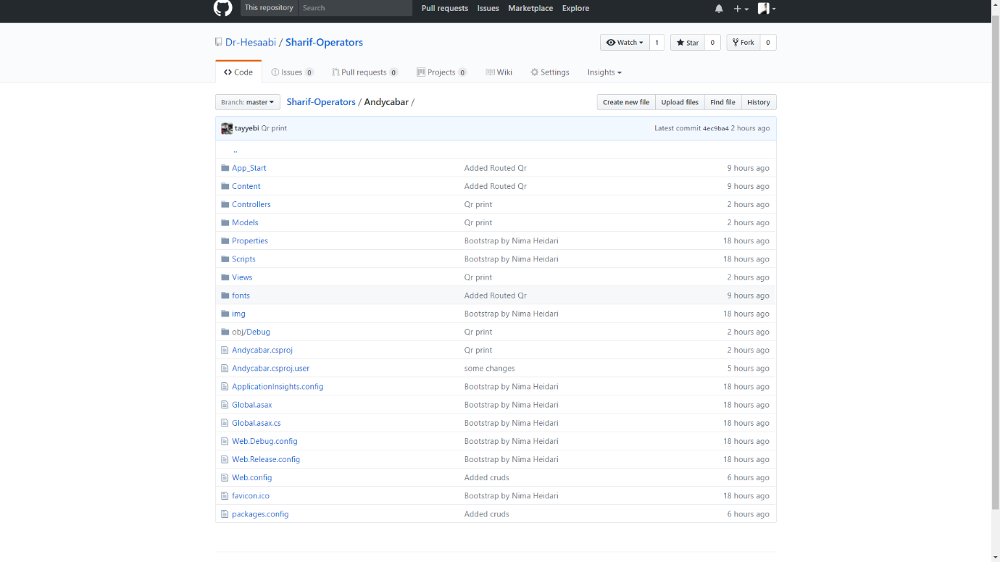 This repository Search Pull requests Issues Marketplace Explore
Dr-Hesaabi / Sharif-Operators Watch 1 Star 0 Fork 0
Code Issues 0 Pull requests 0 Projects 0 Wiki Settings Insights
Branch: master Sharif-Operators / Andycabar / Create new file Upload files Find file History
tayyebi Qr print Latest commit 4ec9ba4 2 hours ago
..
App_Start Added Routed Qr 9 hours ago
Content Added Routed Qr 9 hours ago
Controllers Qr print 2 hours ago
Models Qr print 2 hours ago
Properties Bootstrap by Nima Heidari 18 hours ago
Scripts Bootstrap by Nima Heidari 18 hours ago
Views Qr print 2 hours ago
fonts Added Routed Qr 9 hours ago
img Bootstrap by Nima Heidari 18 hours ago
obj/Debug Qr print 2 hours ago
Andycabar.csproj Qr print 2 hours ago
Andycabar.csproj.user some changes 5 hours ago
ApplicationInsights.config Bootstrap by Nima Heidari 18 hours ago
Global.asax Bootstrap by Nima Heidari 18 hours ago
Global.asax.cs Bootstrap by Nima Heidari 18 hours ago
Web.Debug.config Bootstrap by Nima Heidari 18 hours ago
Web.Release.config Bootstrap by Nima Heidari 18 hours ago
Web.config Added cruds 6 hours ago
favicon.ico Bootstrap by Nima Heidari 18 hours ago
packages.config Added cruds 6 hours ago